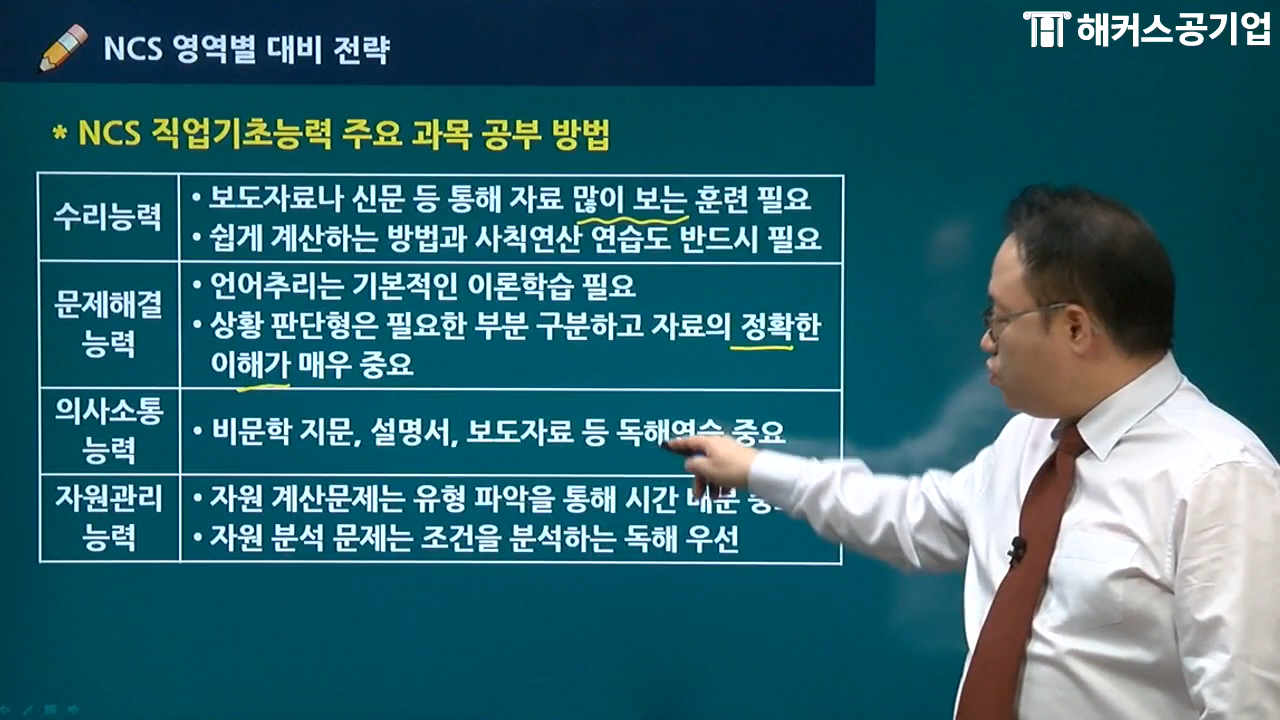 해커스공기업
NCS 영역별 대비 전략
* NCS 직업기초능력 주요 과목 공부 방법
수리능력
• 보도자료나 신문 등 통해 자료 많이 보는 훈련 필요
• 쉽게 계산하는 방법과 사칙연산 연습도 반드시 필요
문제해결
능력
• 언어추리는 기본적인 이론학습 필요
• 상황 판단형은 필요한 부분 구분하고 자료의 정확한
이해가 매우 중요
의사소통
능력
• 비문학 지문, 설명서, 보도자료 등 독해연습 중요
자원관리
능력
• 자원 계산문제는 유형 파악을 통해 시간
• 자원 분석 문제는 조건을 분석하는 독해 우선